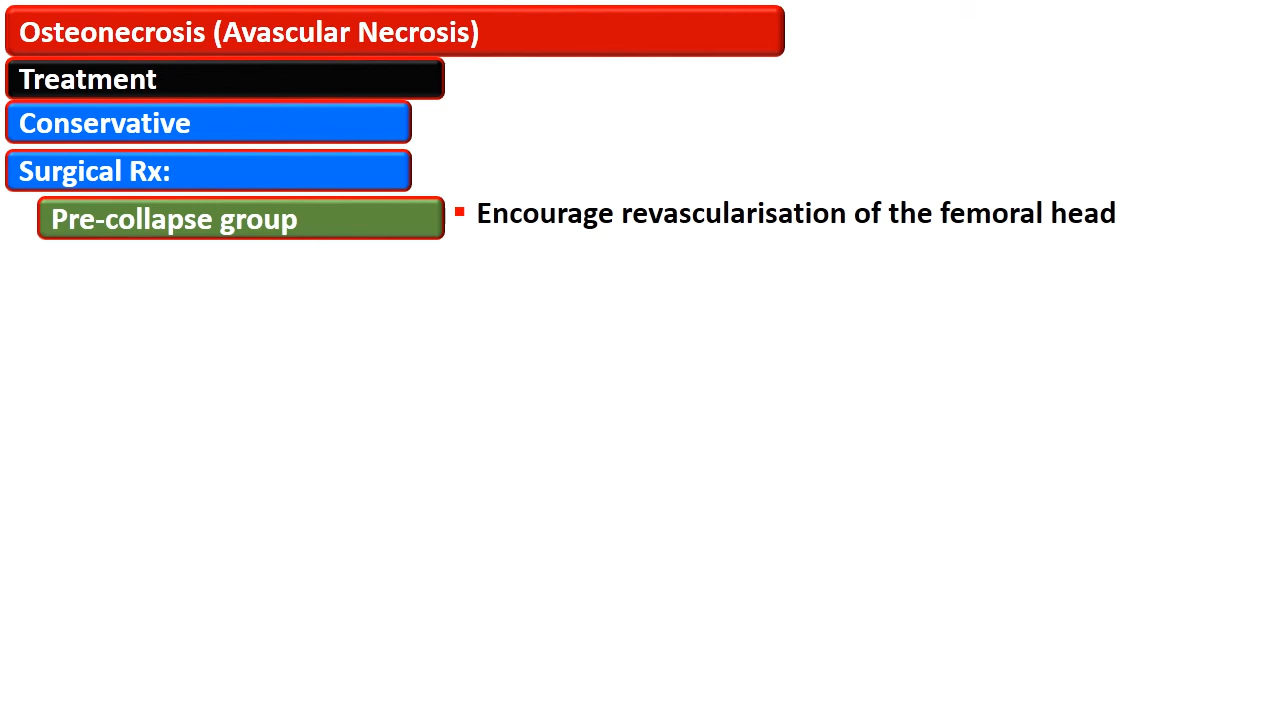 Osteonecrosis (Avascular Necrosis)
Treatment
Conservative
Surgical Rx:
Pre-collapse group
▪ Encourage revascularisation of the femoral head